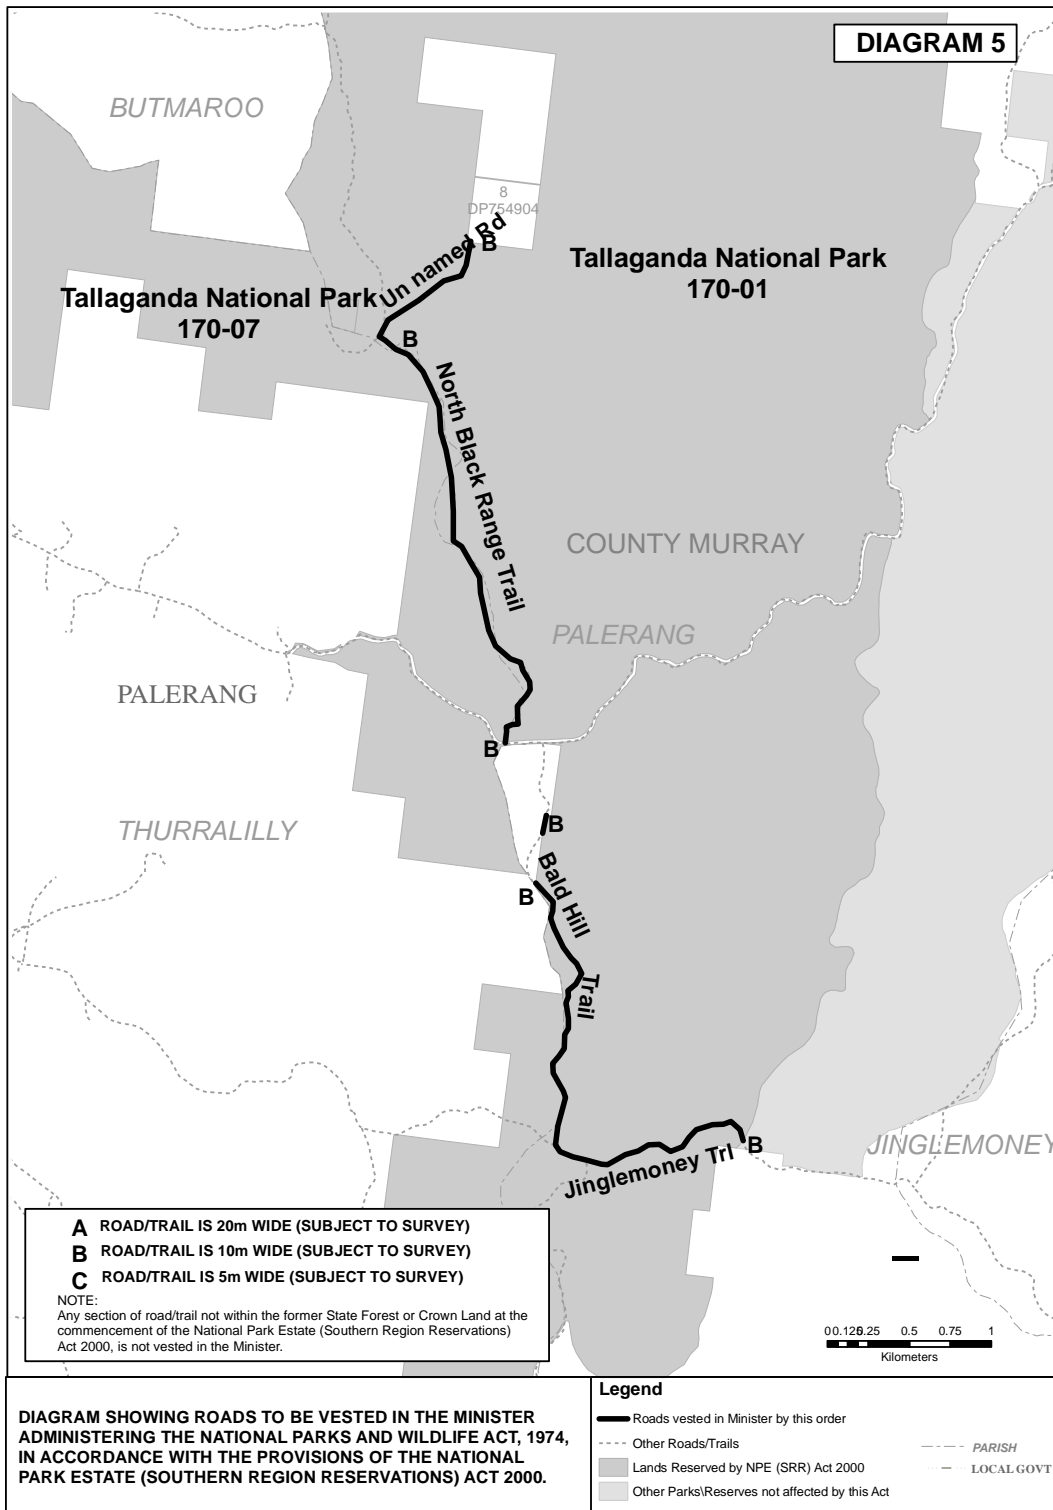 DIAGRAM 5
BUTMAROO
8
DP754904
Un named Rd
B
Tallaganda National Park
170-01
Tallaganda National Park
170-07
B
North Black Range Trail
COUNTY MURRAY
PALERANG
PALERANG
B
THURRALILLY
B
B
Bald Hill
Trail
B
JINGLEMONEY
Jinglemoney Trl
A ROAD/TRAIL IS 20m WIDE (SUBJECT TO SURVEY)
B ROAD/TRAIL IS 10m WIDE (SUBJECT TO SURVEY)
C ROAD/TRAIL IS 5m WIDE (SUBJECT TO SURVEY)
NOTE:
Any section of road/trail not within the former State Forest or Crown Land at the
commencement of the National Park Estate (Southern Region Reservations)
Act 2000, is not vested in the Minister.
0 0.125 0.25 0.5 0.75 1
Kilometers
DIAGRAM SHOWING ROADS TO BE VESTED IN THE MINISTER
ADMINISTERING THE NATIONAL PARKS AND WILDLIFE ACT, 1974,
IN ACCORDANCE WITH THE PROVISIONS OF THE NATIONAL
PARK ESTATE (SOUTHERN REGION RESERVATIONS) ACT 2000.
Legend
Roads vested in Minister by this order
Other Roads/Trails
Lands Reserved by NPE (SRR) Act 2000
Other Parks\Reserves not affected by this Act
PARISH
LOCAL GOVT